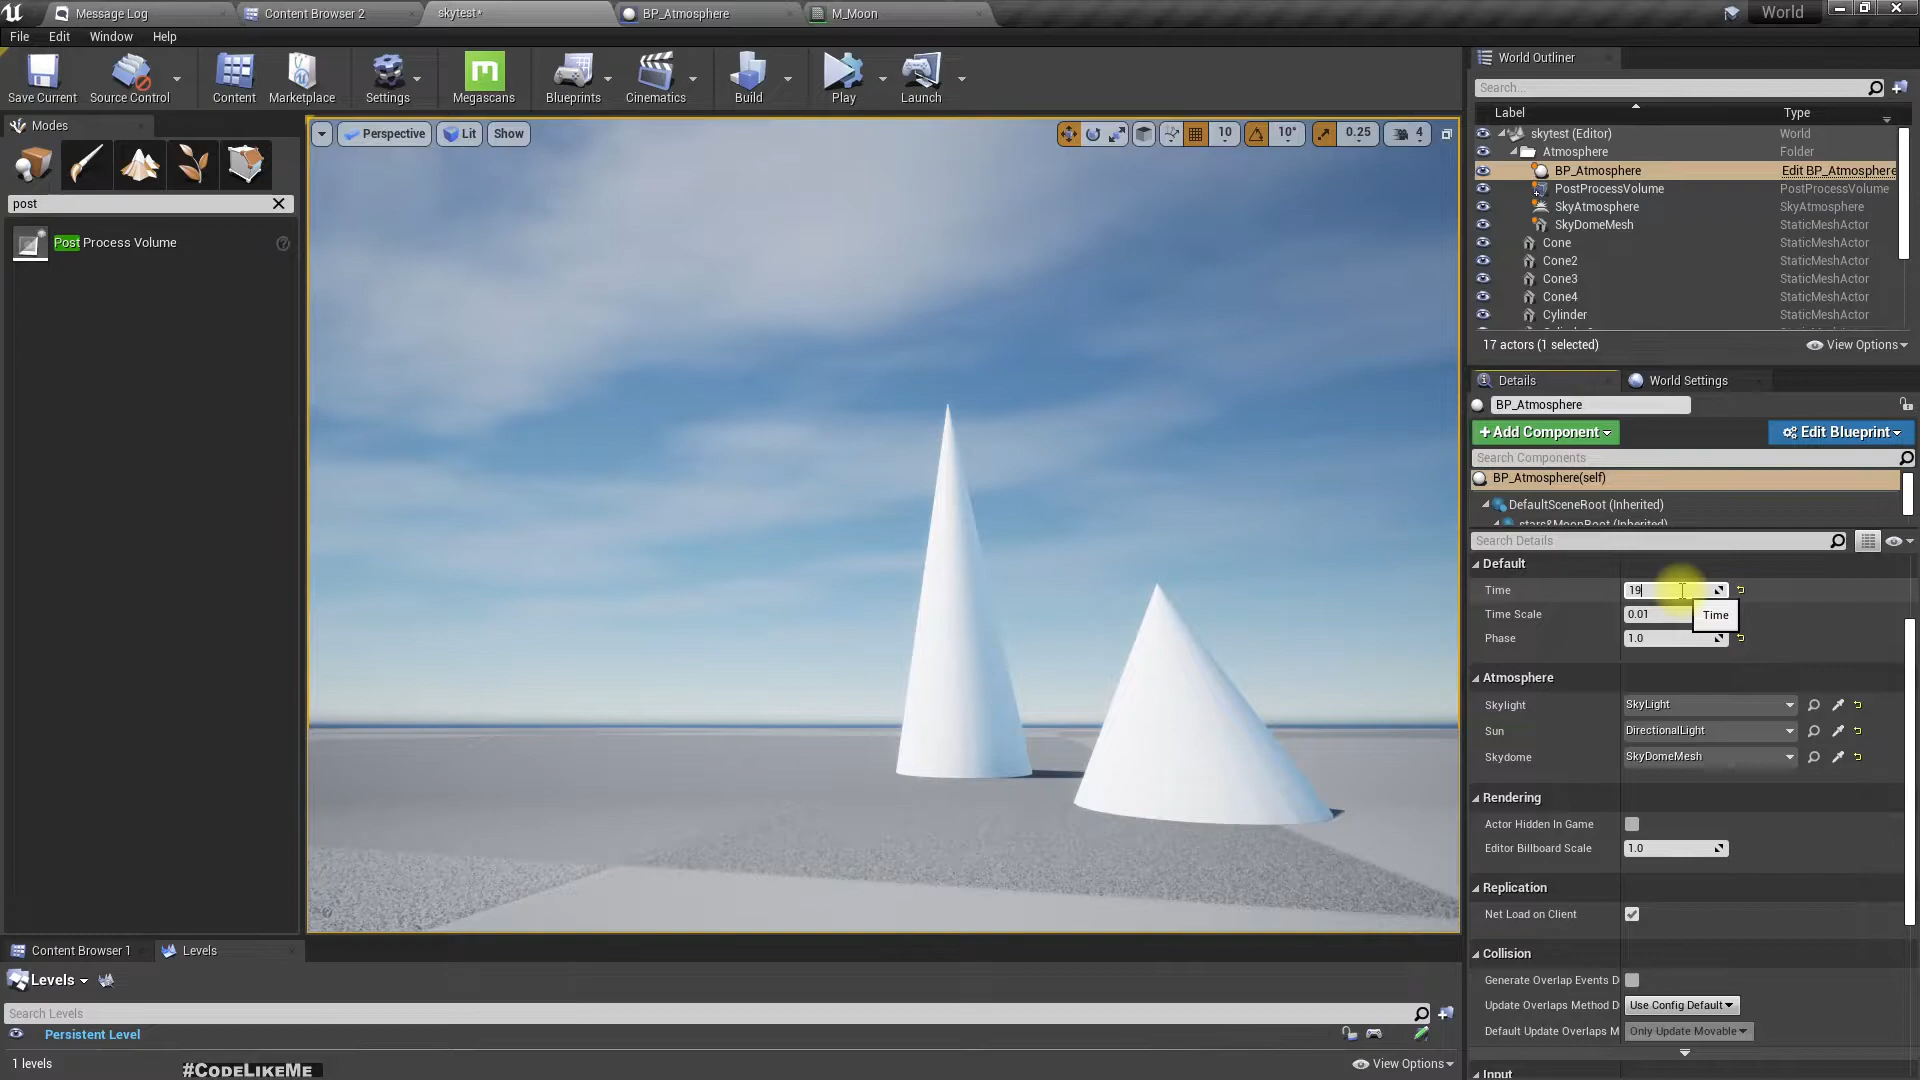 Message Log
Content Browser 2
skytest*
BP_Atmosphere
M_Moon
World
File Edit Window Help
Save Current
Source Control
Content
Marketplace
Settings
Megascans
Blueprints
Cinematics
Build
Play
Launch
Modes
post
Post Process Volume
Perspective
Lit
Show
10
10°
0.25
4
World Outliner
Search...
Label Type
skytest (Editor) World
Atmosphere Folder
BP_Atmosphere Edit BP_Atmosphere
PostProcessVolume PostProcessVolume
SkyAtmosphere SkyAtmosphere
SkyDomeMesh StaticMeshActor
Cone StaticMeshActor
Cone2 StaticMeshActor
Cone3 StaticMeshActor
Cone4 StaticMeshActor
Cylinder StaticMeshActor
17 actors (1 selected) View Options
Details
World Settings
BP_Atmosphere
+Add Component
Edit Blueprint
Search Components
BP_Atmosphere(self)
DefaultSceneRoot (Inherited)
stars&MoonRoot (Inherited)
Search Details
Default
Time 19
Time Scale 0.01
Time
Phase 1.0
Atmosphere
Skylight SkyLight
Sun DirectionalLight
Skydome SkyDomeMesh
Rendering
Actor Hidden In Game
Editor Billboard Scale 1.0
Replication
Net Load on Client
Collision
Generate Overlap Events D
Update Overlaps Method D Use Config Default
Default Update Overlaps M Only Update Movable
Input
Content Browser 1
Levels
Levels
Search Levels
Persistent Level
1 levels
#CODELIKEME
View Options